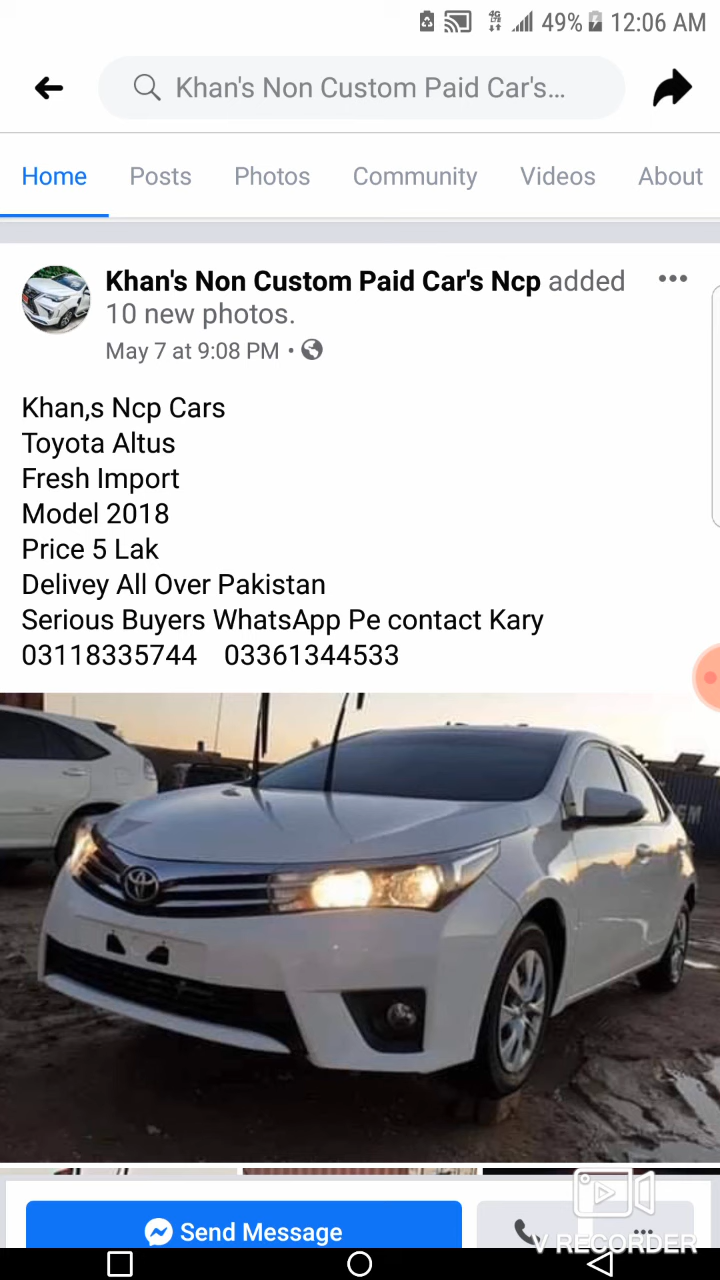 4G 49% 12:06 AM
Khan's Non Custom Paid Car's...
Home Posts Photos Community Videos About
Khan's Non Custom Paid Car's Ncp added
10 new photos.
May 7 at 9:08 PM •
Khan,s Ncp Cars
Toyota Altus
Fresh Import
Model 2018
Price 5 Lak
Delivey All Over Pakistan
Serious Buyers WhatsApp Pe contact Kary
03118335744 03361344533
Send Message
V RECORDER